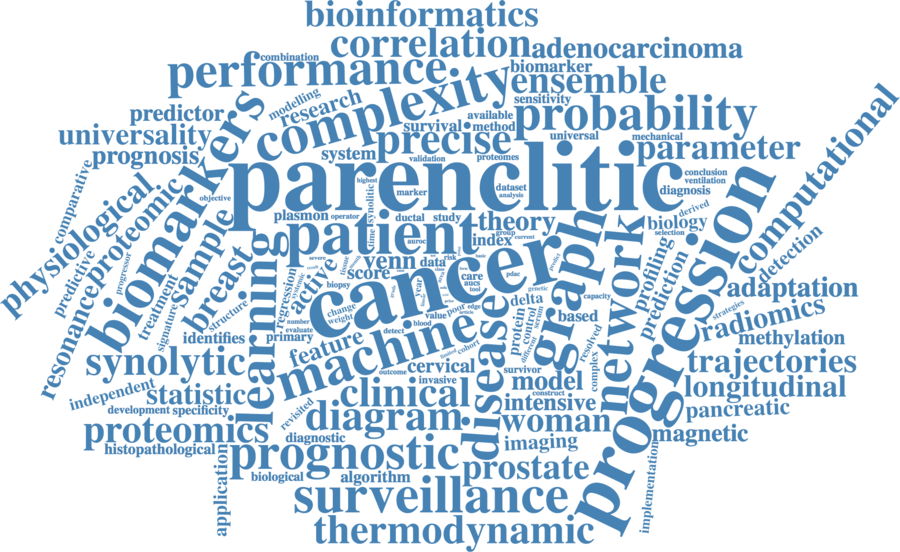 bioinformatics
correlation
adenocarcinoma
combination
performance
biomarker
complexity
ensemble
modelling
research
sensitivity
predictor
available
probability
universality
survival
method
precise
universal
mechanical
prognosis
system
validation
proteomes
parameter
computational
comparative
physiological
proteomic
biomarkers
parenclitic
highest
marker
synolitic
dataset
analysis
conclusion
ventilation
diagnosis
objective
plasmon
operator
ductal
study
theory
derived
biology
selection
patient
time
auroc
index
group
current
resonance
predictive
progressor
treatment
signature
sample
breast
structure
learning
regression
active
severe
venn
data
risk
basic
score
care
aucs
tool
pdac
cancer
graph
network
profiling
prediction
progression
detection
adaptation
biopsy
year
genetic
capacity
delta
change
weight
number
evaluate
primary
identifies
value
poor
edge
article
blood
detect
protein
control
serum
different
based
resolved
strategies
radiomics
methylation
feature
machine
limited
cohort
disease
synolytic
outcome
cervical
invasive
survivor
model
construct
complex
trajectories
longitudinal
independent
statistic
clinical
intensive
development
specificity
revisited
diagram
woman
pancreatic
proteomics
diagnostic
imaging
magnetic
histopathological
application
prognostic
biological
algorithm
prostate
implementation
surveillance
thermodynamic